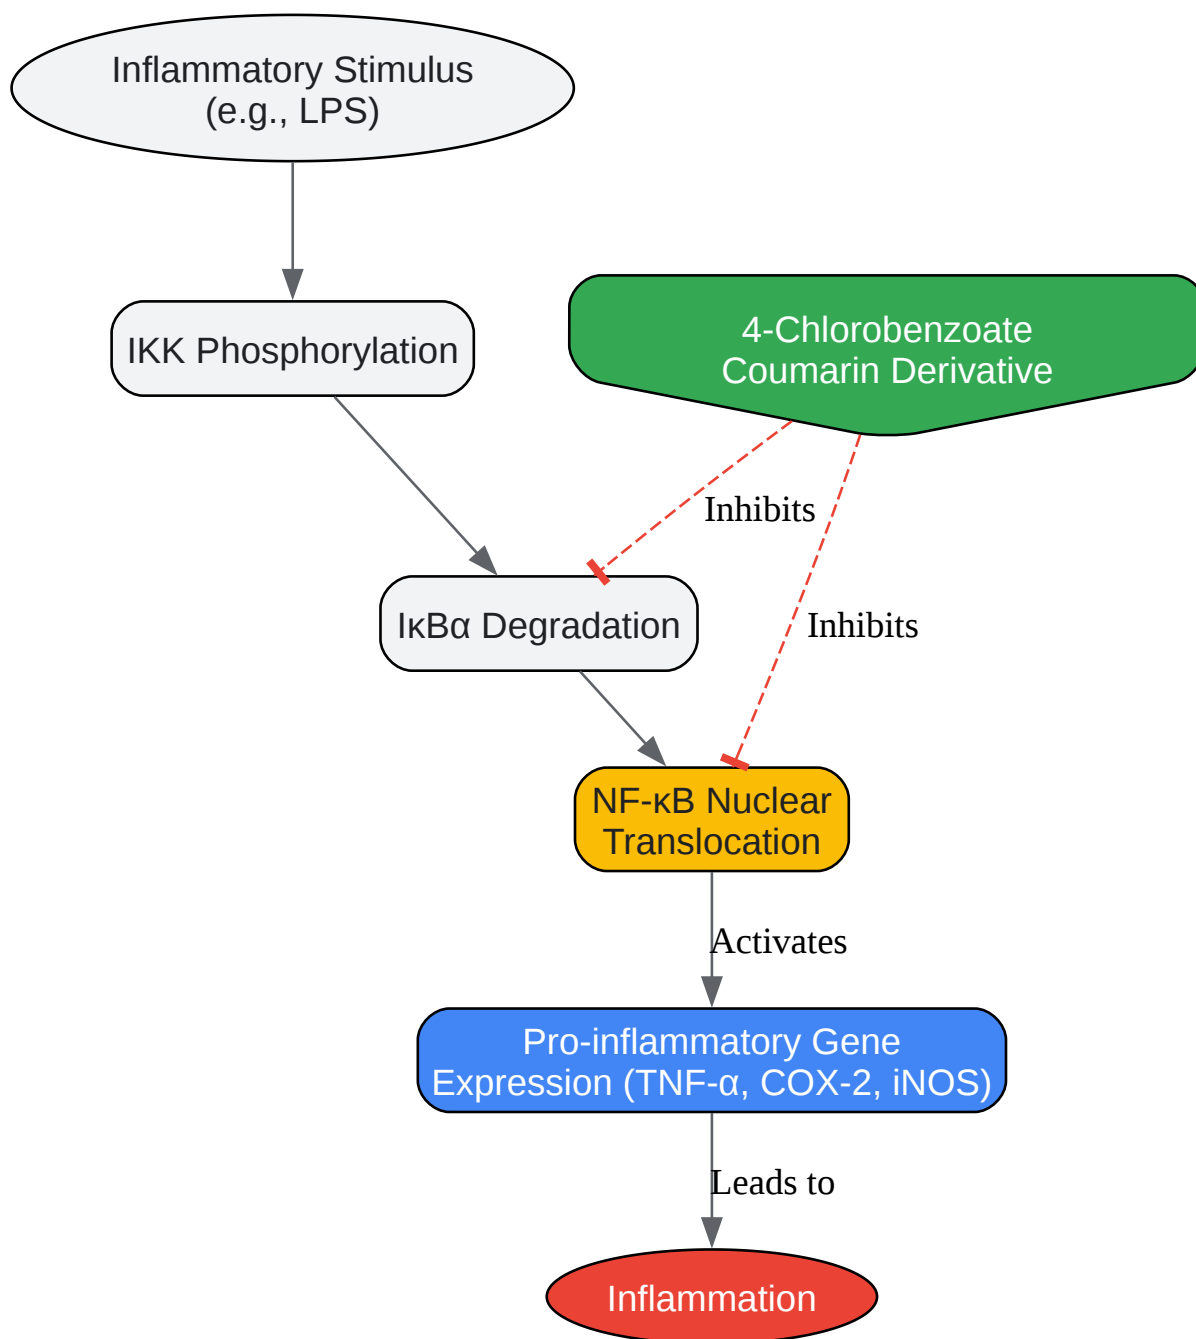 Inflammatory Stimulus
(e.g., LPS)
IKK Phosphorylation
4-Chlorobenzoate
Coumarin Derivative
Inhibits
IκBα Degradation
Inhibits
NF-κB Nuclear
Translocation
Activates
Pro-inflammatory Gene
Expression (TNF-α, COX-2, iNOS)
Leads to
Inflammation